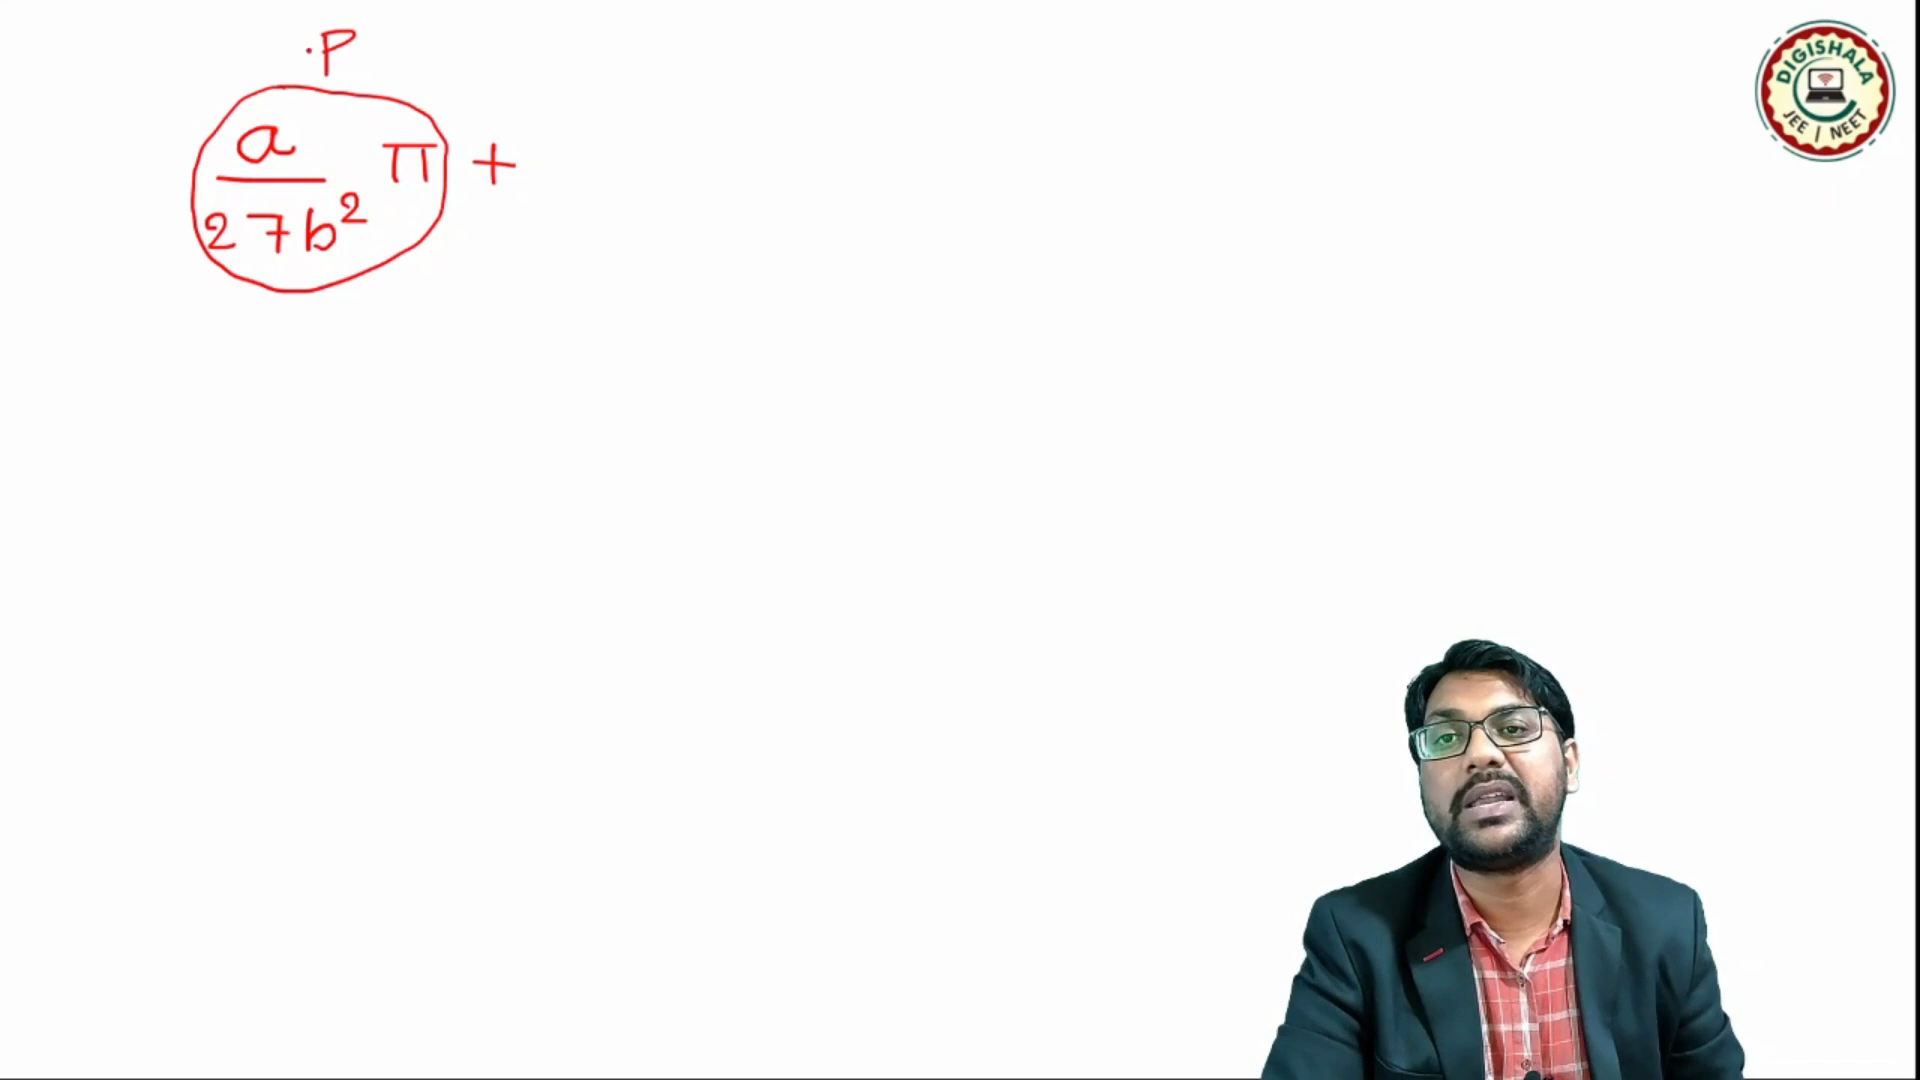 .P
a/27b² π +
DIGISHALA
JEE | NEET